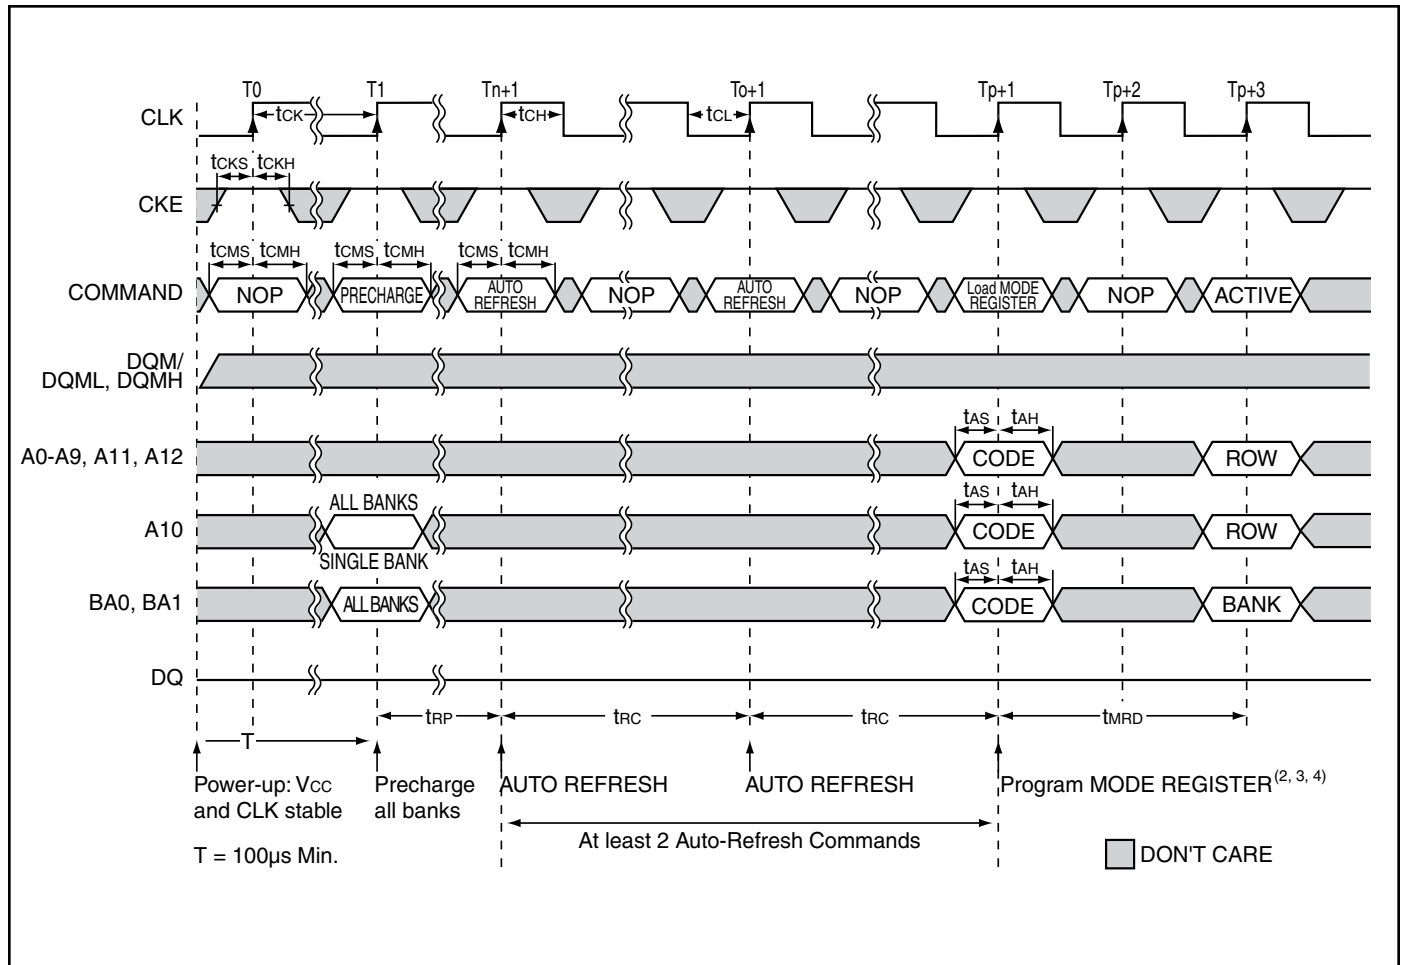 T0 T1 Tn+1 To+1 Tp+1 Tp+2 Tp+3
CLK tCK tCH tCL
tCKS tCKH
CKE
tCMS tCMH tCMS tCMH tCMS tCMH
COMMAND NOP PRECHARGE AUTO REFRESH NOP AUTO REFRESH NOP Load MODE REGISTER NOP ACTIVE
DQM/
DQML, DQMH
tAS tAH
A0-A9, A11, A12 CODE ROW
ALL BANKS tAS tAH
A10 CODE ROW
SINGLE BANK tAS tAH
BA0, BA1 ALL BANKS CODE BANK
DQ
tRP tRC tRC tMRD
T
Power-up: VCC Precharge AUTO REFRESH AUTO REFRESH Program MODE REGISTER(2, 3, 4)
and CLK stable all banks
At least 2 Auto-Refresh Commands
T = 100µs Min. DON'T CARE